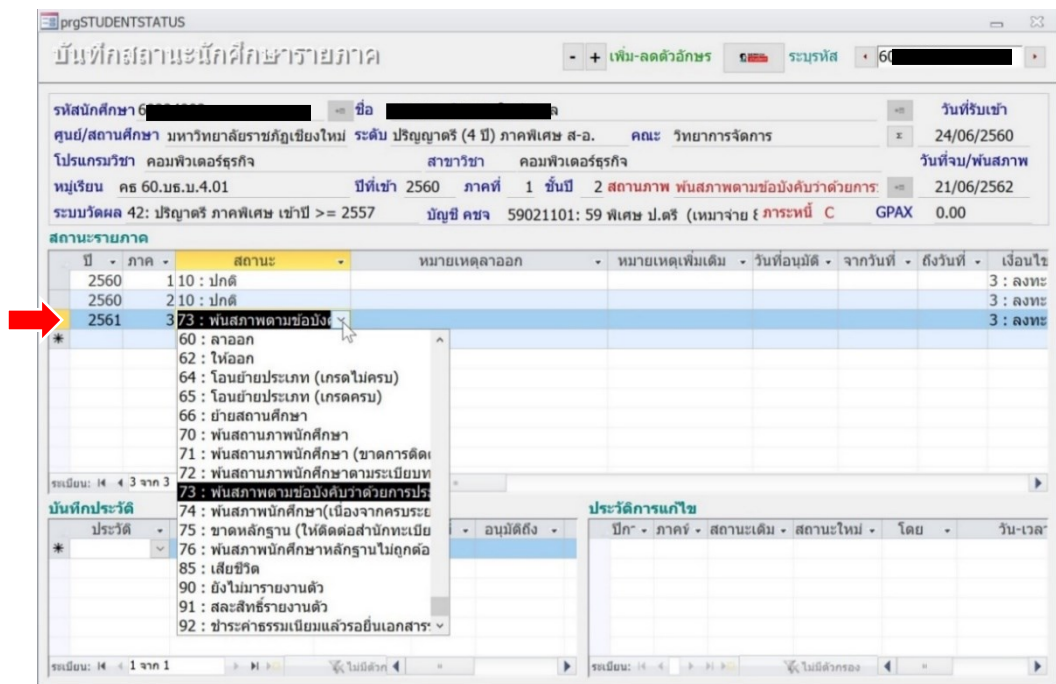 prgSTUDENTSTATUS
บันทึกสถานะนักศึกษารายภาค - + เพิ่ม-ลดตัวอักษร ระบุรหัส 60
รหัสนักศึกษา 6 ชื่อ ล วันที่รับเข้า
ศูนย์/สถานศึกษา มหาวิทยาลัยราชภัฏเชียงใหม่ ระดับ ปริญญาตรี (4 ปี) ภาคพิเศษ ส-อ. คณะ วิทยาการจัดการ Σ 24/06/2560
โปรแกรมวิชา คอมพิวเตอร์ธุรกิจ สาขาวิชา คอมพิวเตอร์ธุรกิจ วันที่จบ/พ้นสภาพ
หมู่เรียน คธ 60.บธ.บ.4.01 ปีที่เข้า 2560 ภาคที่ 1 ชั้นปี 2 สถานภาพ พ้นสภาพตามข้อบังคับว่าด้วยการ 21/06/2562
ระบบวัดผล 42: ปริญญาตรี ภาคพิเศษ เข้าปี >= 2557 บัญชี คชจ 59021101: 59 พิเศษ ป.ตรี (เหมาจ่าย ภาระหนี้ C GPAX 0.00
สถานะรายภาค
ปี ภาค สถานะ หมายเหตุลาออก หมายเหตุเพิ่มเติม วันที่อนุมัติ จากวันที่ ถึงวันที่ เงื่อนไข
2560 1 10 : ปกติ 3 : ลงทะ
2560 2 10 : ปกติ 3 : ลงทะ
2561 3 73 : พ้นสภาพตามข้อบัง 3 : ลงทะ
60 : ลาออก
62 : ให้ออก
64 : โอนย้ายประเภท (เกรดไม่ครบ)
65 : โอนย้ายประเภท (เกรดครบ)
66 : ย้ายสถานศึกษา
70 : พ้นสถานภาพนักศึกษา
71 : พ้นสถานภาพนักศึกษา (ขาดการติดต
72 : พ้นสถานภาพนักศึกษาตามระเบียบท
73 : พ้นสภาพตามข้อบังคับว่าด้วยการประ
74 : พ้นสภาพนักศึกษา(เนื่องจากครบระย
75 : ขาดหลักฐาน (ให้ติดต่อสำนักทะเบีย
76 : พ้นสภาพนักศึกษาหลักฐานไม่ถูกต้อ
85 : เสียชีวิต
90 : ยังไม่มารายงานตัว
91 : สละสิทธิ์รายงานตัว
92 : ชำระค่าธรรมเนียมแล้วรอยื่นเอกสาร
ระเบียน: 3 จาก 3
บันทึกประวัติ ประวัติการแก้ไข
ประวัติ อนุมัติถึง ปีก ภาคที่ สถานะเดิม สถานะใหม่ โดย วัน-เวลา
ระเบียน: 1 จาก 1 ไม่มีตัวก ระเบียน: ไม่มีตัวกรอง